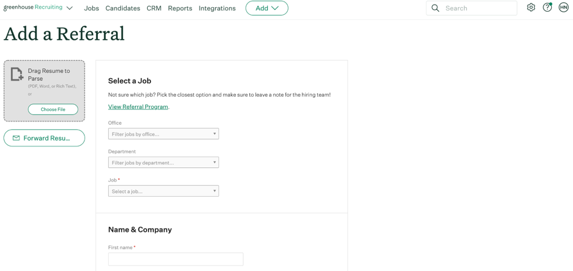 greenhouse Recruiting
Jobs Candidates CRM Reports Integrations Add Search HN
Add a Referral
Drag Resume to
Parse
(PDF, Word, or Rich Text),
or
Choose File
Forward Resu...
Select a Job
Not sure which job? Pick the closest option and make sure to leave a note for the hiring team!
View Referral Program.
Office
Filter jobs by office...
Department
Filter jobs by department...
Job *
Select a job...
Name & Company
First name *